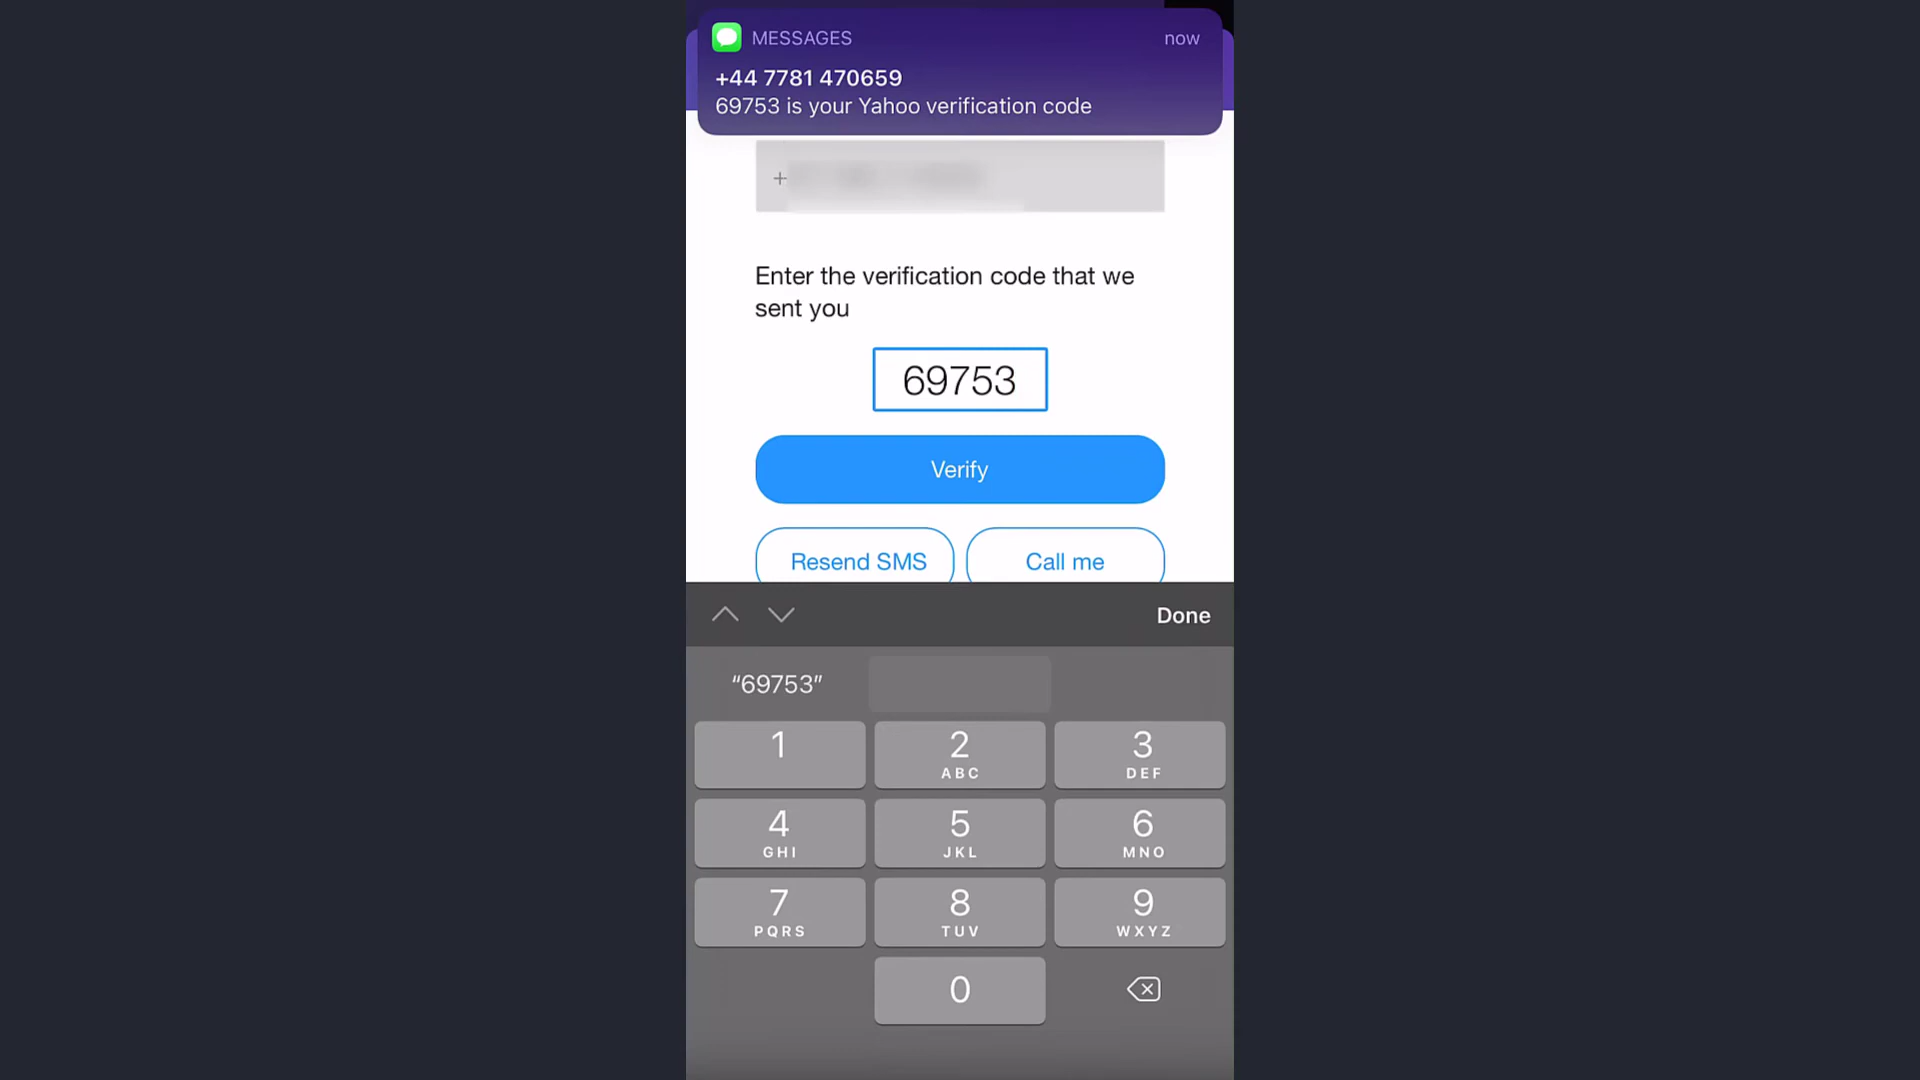 MESSAGES now
+44 7781 470659
69753 is your Yahoo verification code
+
Enter the verification code that we
sent you
69753
Verify
Resend SMS Call me
Done
“69753”
1 2 3
ABC DEF
4 5 6
GHI JKL MNO
7 8 9
PQRS TUV WXYZ
0